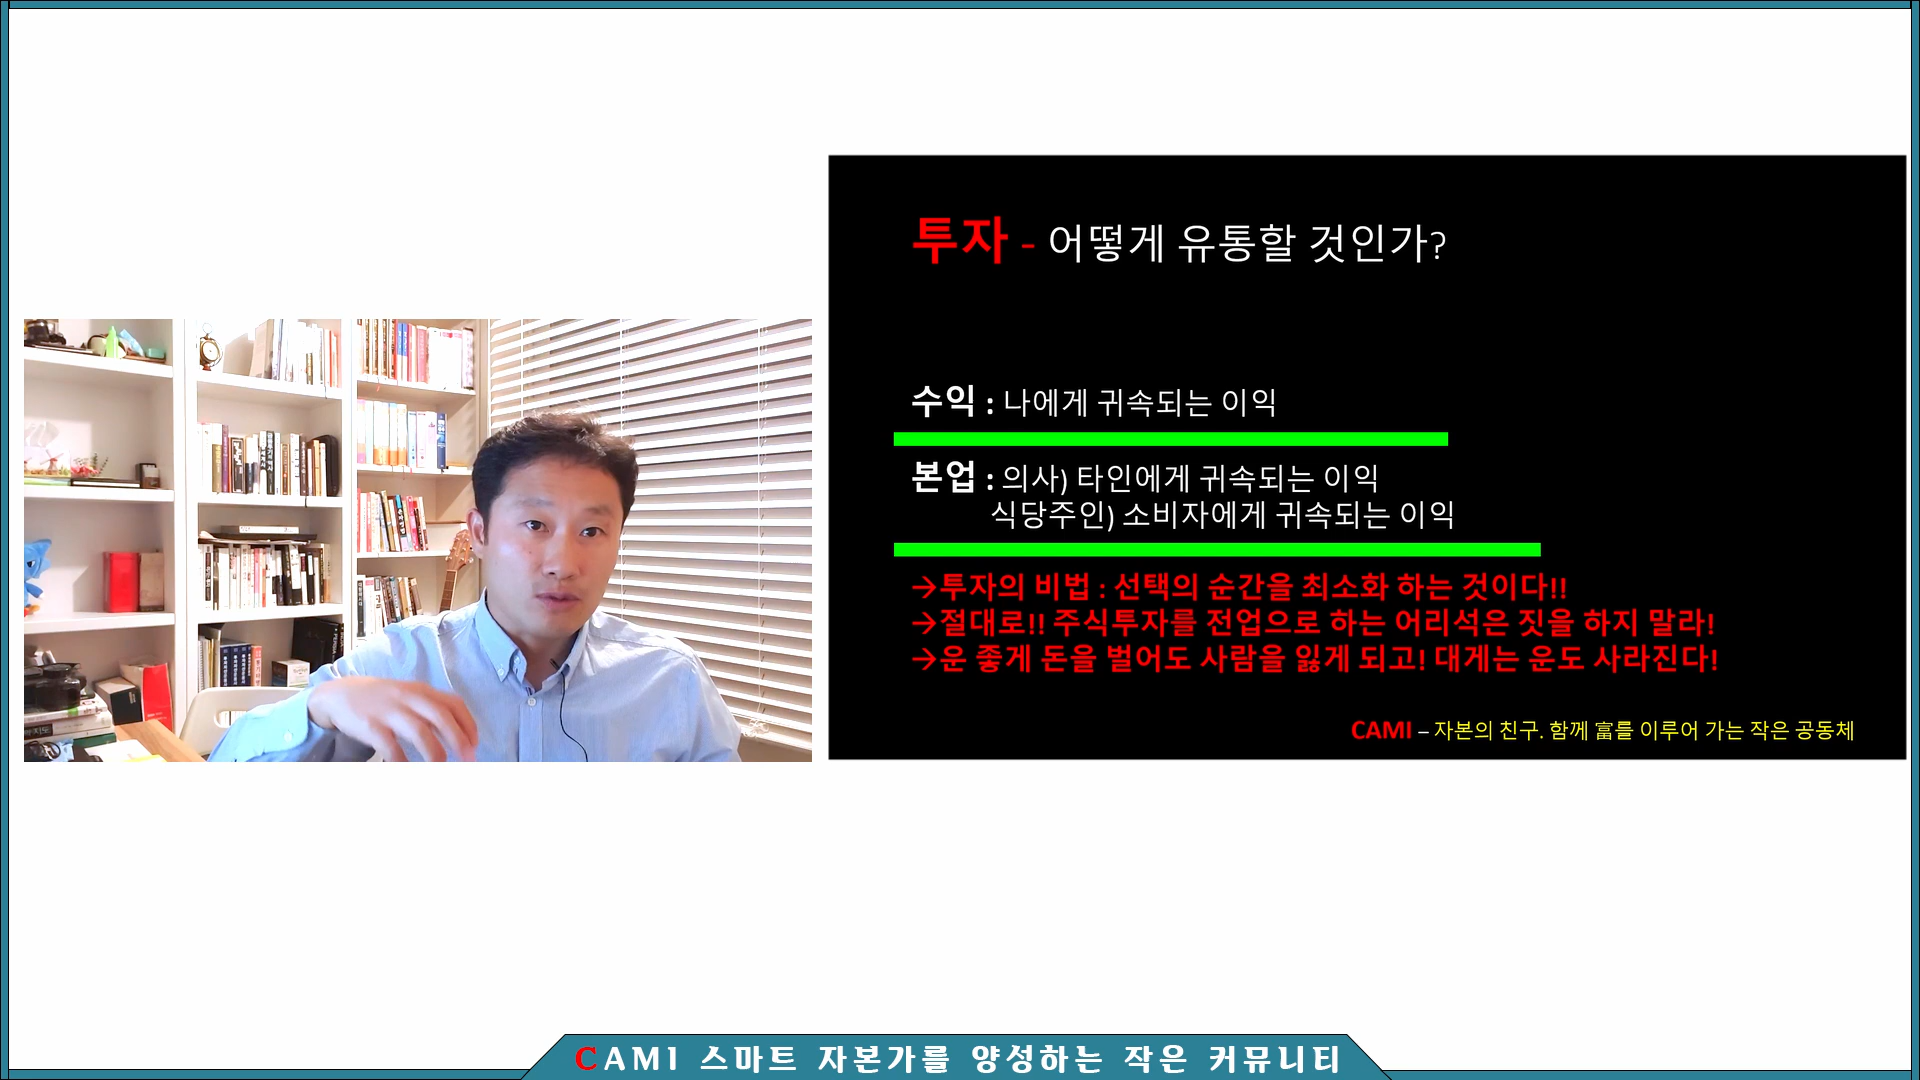 투자 - 어떻게 유통할 것인가?
수익 : 나에게 귀속되는 이익
본업 : 의사) 타인에게 귀속되는 이익
식당주인) 소비자에게 귀속되는 이익
→투자의 비법 : 선택의 순간을 최소화 하는 것이다!!
→절대로!! 주식투자를 전업으로 하는 어리석은 짓을 하지 말라!
→운 좋게 돈을 벌어도 사람을 잃게 되고! 대게는 운도 사라진다!
CAMI – 자본의 친구. 함께 富를 이루어 가는 작은 공동체
CAMI 스마트 자본가를 양성하는 작은 커뮤니티